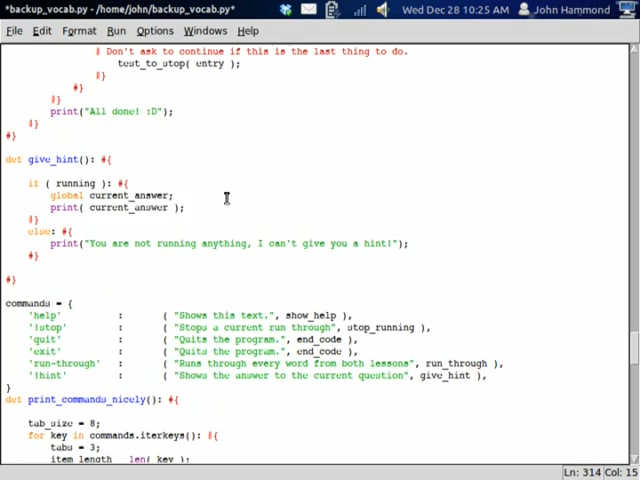 *backup_vocab.py - /home/john/backup_vocab.py*
Wed Dec 28 10:25 AM
John Hammond
File Edit Format Run Options Windows Help
# Don't ask to continue if this is the last thing to do.
test_to_stop( entry );
#}
#}
#}
print("All done! :D");
#}
#}
def give_hint(): #{
if ( running ): #{
global current_answer;
print( current_answer );
#}
else: #{
print("You are not running anything, I can't give you a hint!");
#}
#}
commands = {
'help' : ( "Shows this text.", show_help ),
'!stop' : ( "Stops a current run through", stop_running ),
'quit' : ( "Quits the program.", end_code ),
'exit' : ( "Quits the program.", end_code ),
'run-through' : ( "Runs through every word from both lessons", run_through ),
'!hint' : ( "Shows the answer to the current question", give_hint ),
}
def print_commands_nicely(): #{
tab_size = 8;
for key in commands.iterkeys(): #{
tabs = 3;
item_length = len( key );
Ln: 314 Col: 15